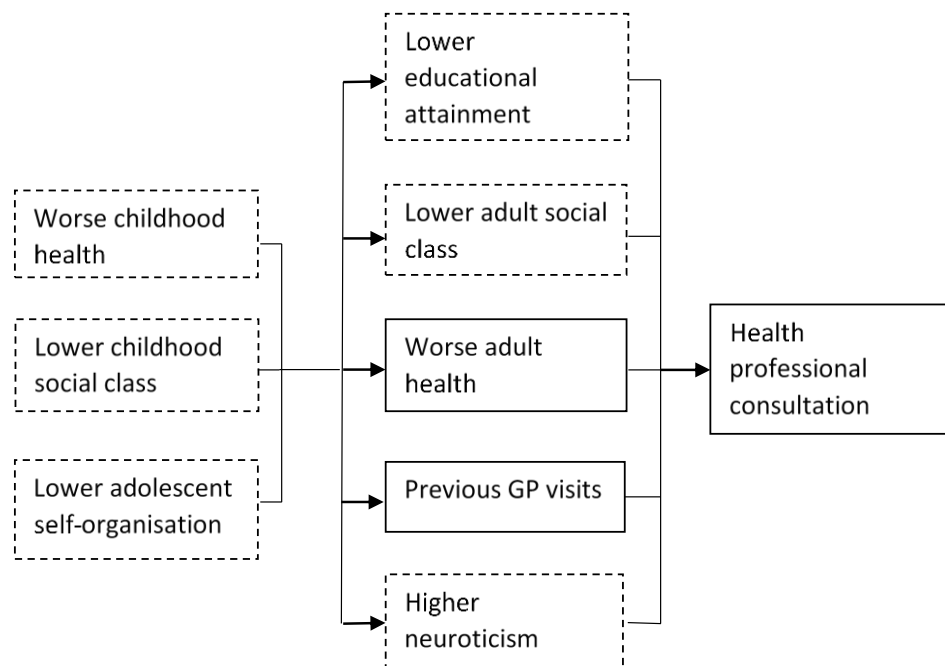 Worse childhood
health
Lower childhood
social class
Lower adolescent
self-organisation
Lower
educational
attainment
Lower adult social
class
Worse adult
health
Previous GP visits
Higher
neuroticism
Health
professional
consultation